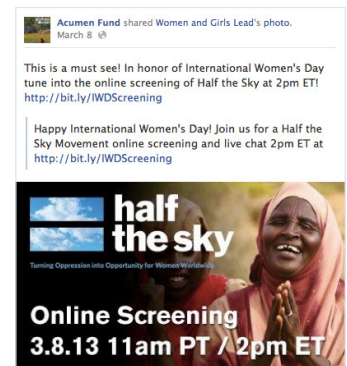 Acumen Fund shared Women and Girls Lead's photo.
March 8
This is a must see! In honor of International Women's Day
tune into the online screening of Half the Sky at 2pm ET!
http://bit.ly/IWDScreening
Happy International Women's Day! Join us for a Half the
Sky Movement online screening and live chat 2pm ET at
http://bit.ly/IWDScreening
half
the sky
Turning Oppression into Opportunity for Women Worldwide
Online Screening
3.8.13 11am PT / 2pm ET